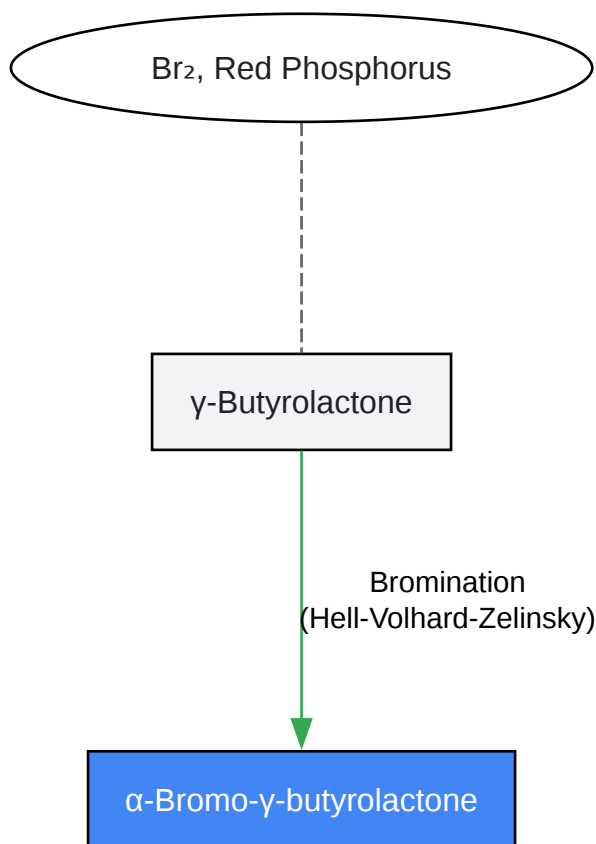 Br₂, Red Phosphorus
γ-Butyrolactone
Bromination
(Hell-Volhard-Zelinsky)
α-Bromo-γ-butyrolactone